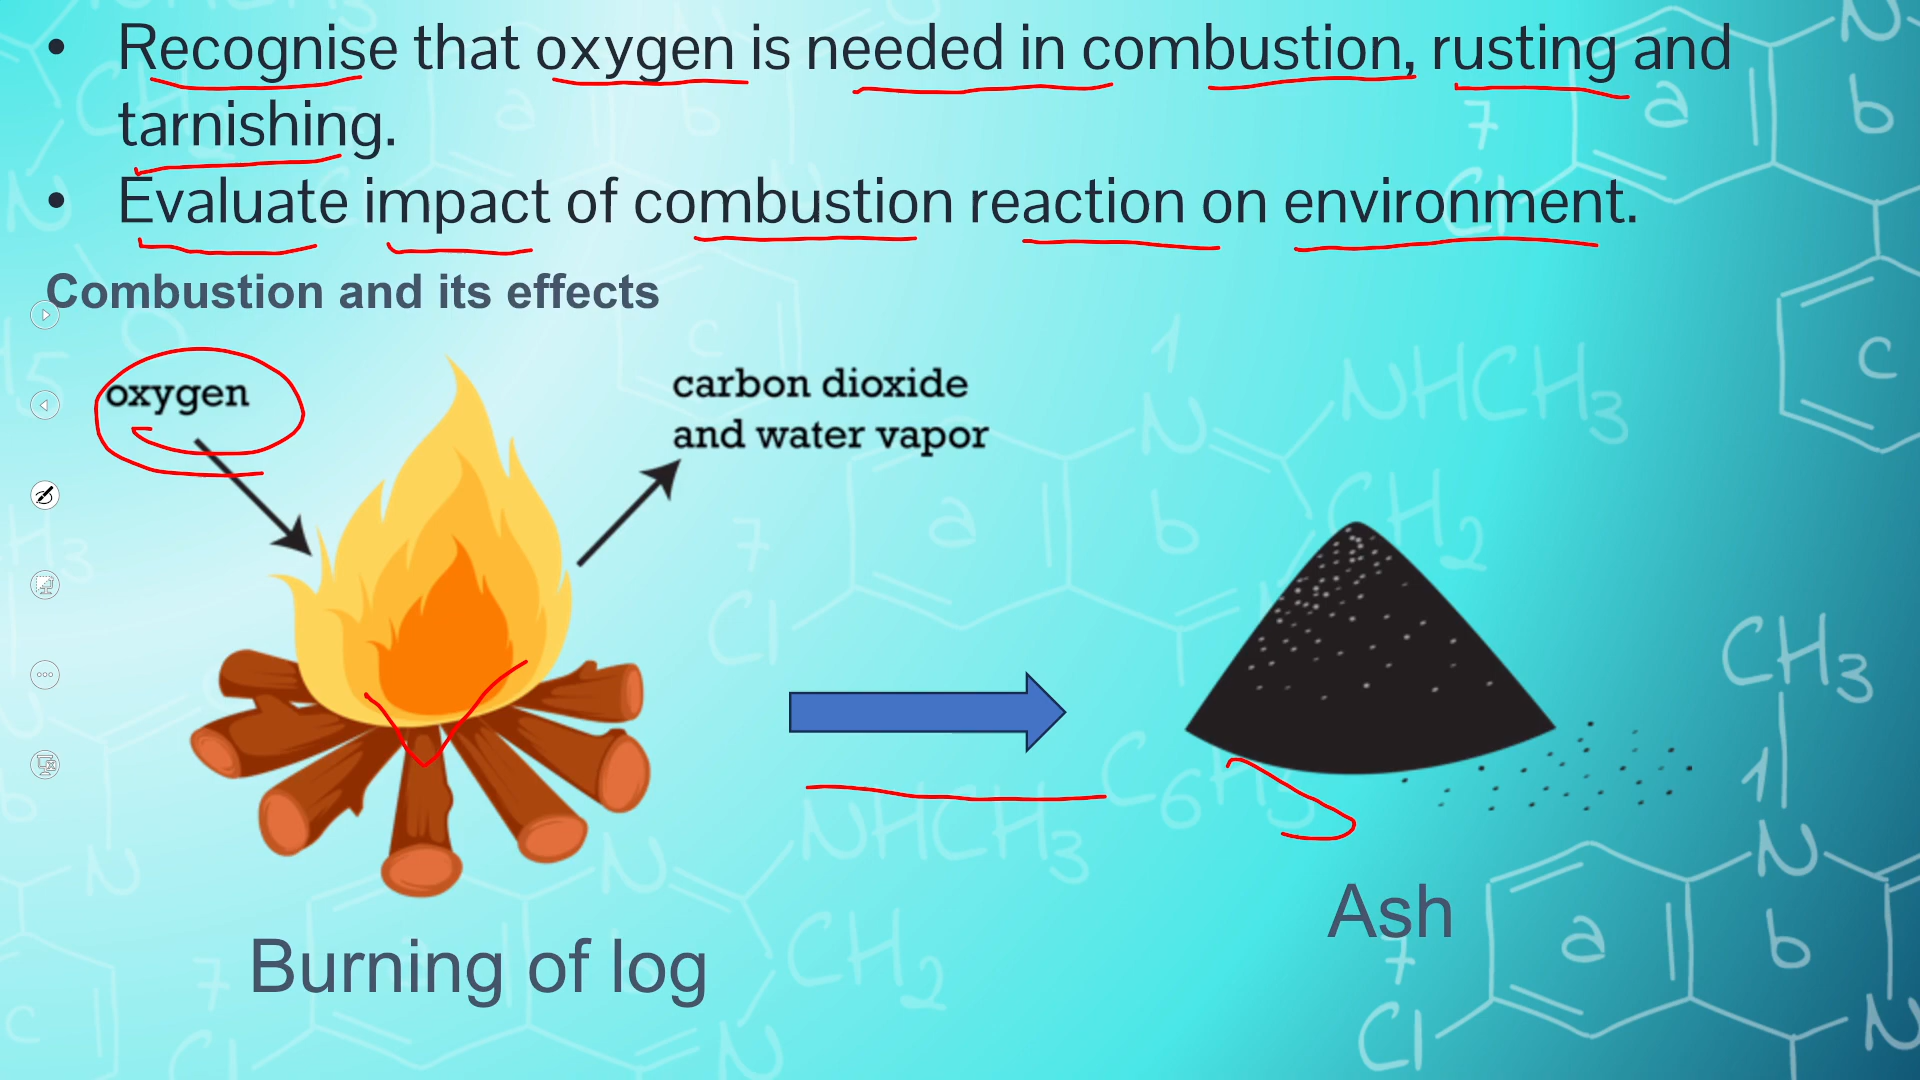 • Recognise that oxygen is needed in combustion, rusting and
tarnishing.
• Evaluate impact of combustion reaction on environment.
Combustion and its effects
oxygen
carbon dioxide
and water vapor
Burning of log
Ash